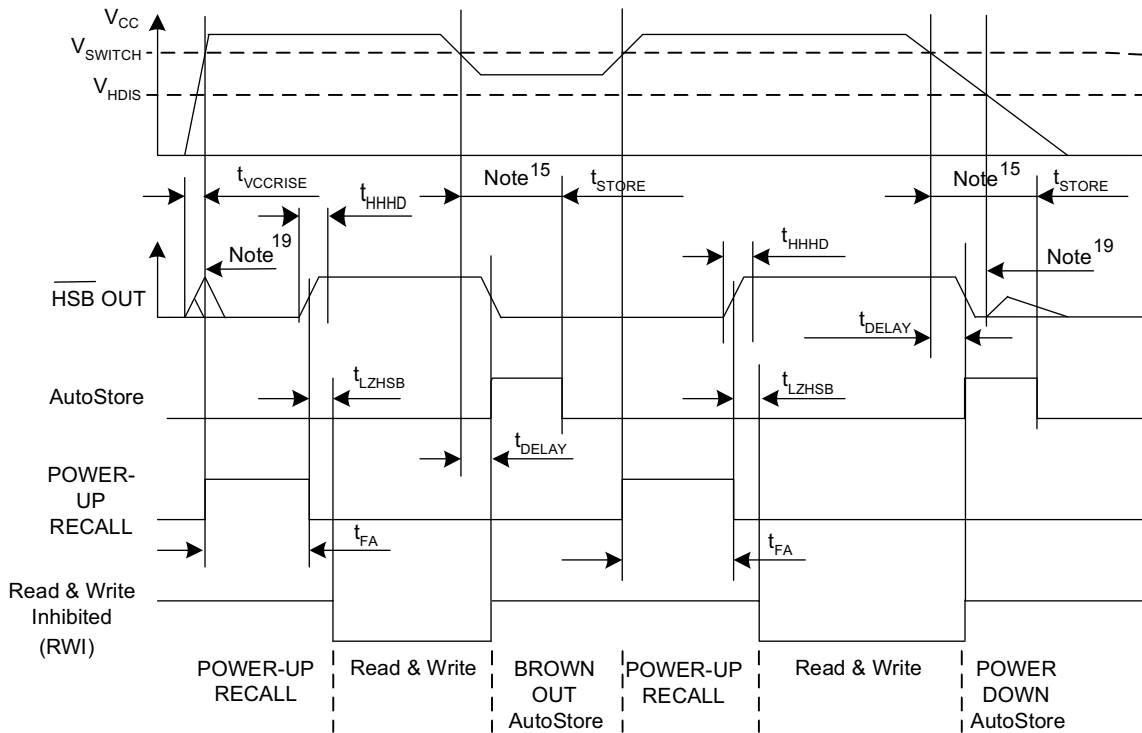 VCC
VSWITCH
VHDIS
tVCCRISE
Note15
tSTORE
Note15
tSTORE
tHHHD
Note19
tHHHD
Note19
HSB OUT
tDELAY
tLZHSB
tLZHSB
AutoStore
tDELAY
POWER-
UP
RECALL
tFA
tFA
Read & Write
Inhibited
(RWI)
POWER-UP
RECALL
Read & Write
BROWN
OUT
AutoStore
POWER-UP
RECALL
Read & Write
POWER
DOWN
AutoStore